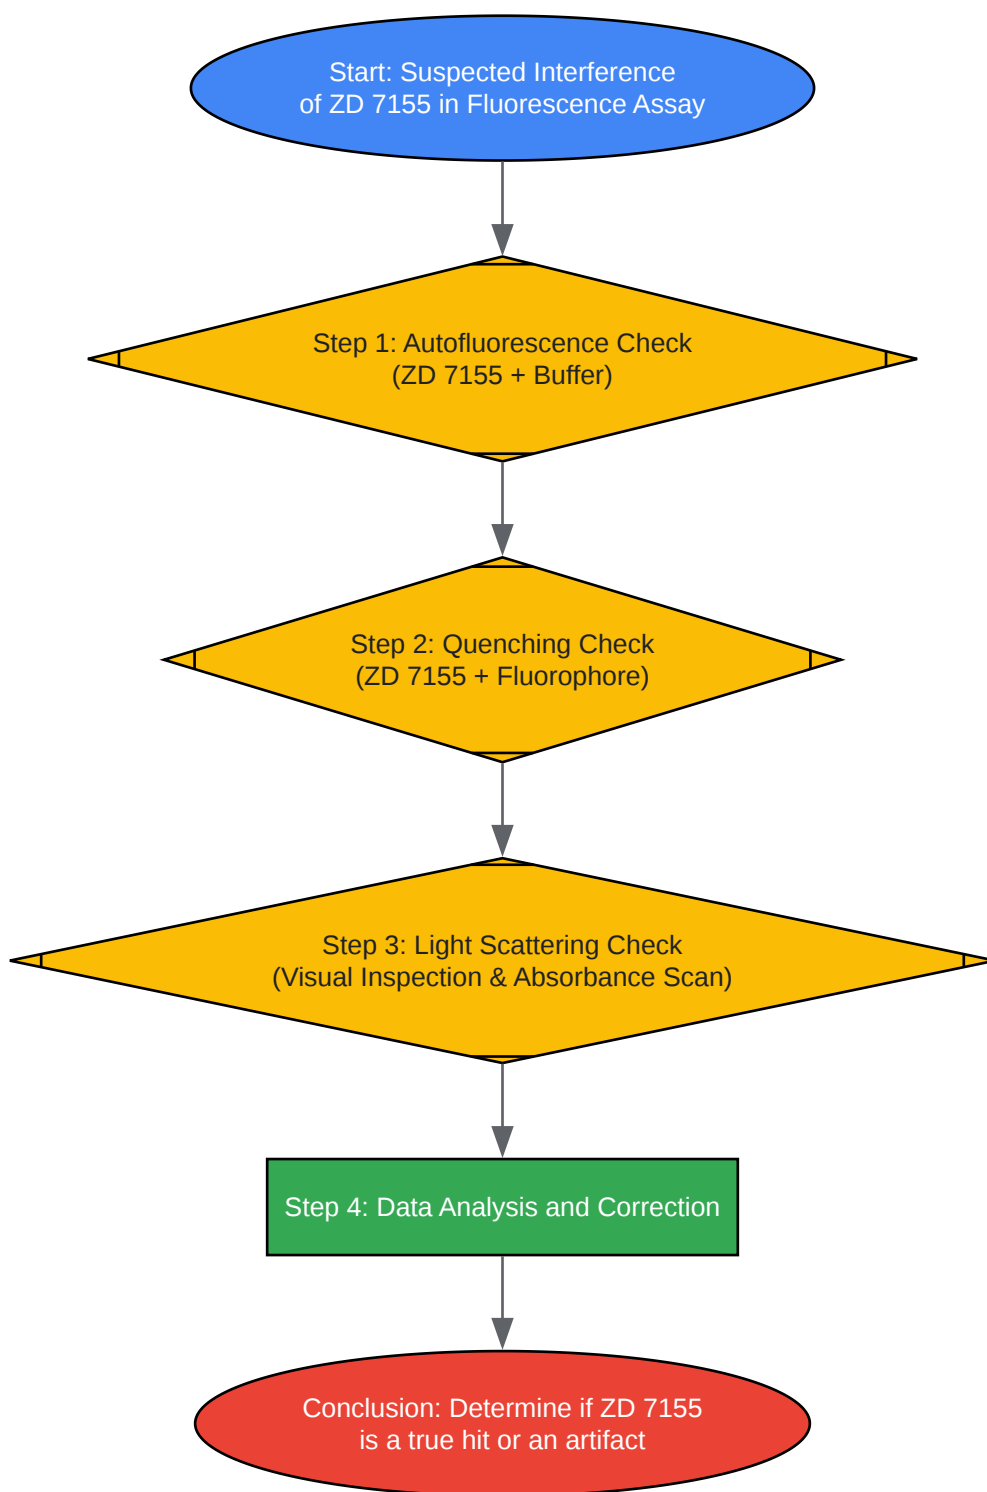 Start: Suspected Interference
of ZD 7155 in Fluorescence Assay
Step 1: Autofluorescence Check
(ZD 7155 + Buffer)
Step 2: Quenching Check
(ZD 7155 + Fluorophore)
Step 3: Light Scattering Check
(Visual Inspection & Absorbance Scan)
Step 4: Data Analysis and Correction
Conclusion: Determine if ZD 7155
is a true hit or an artifact